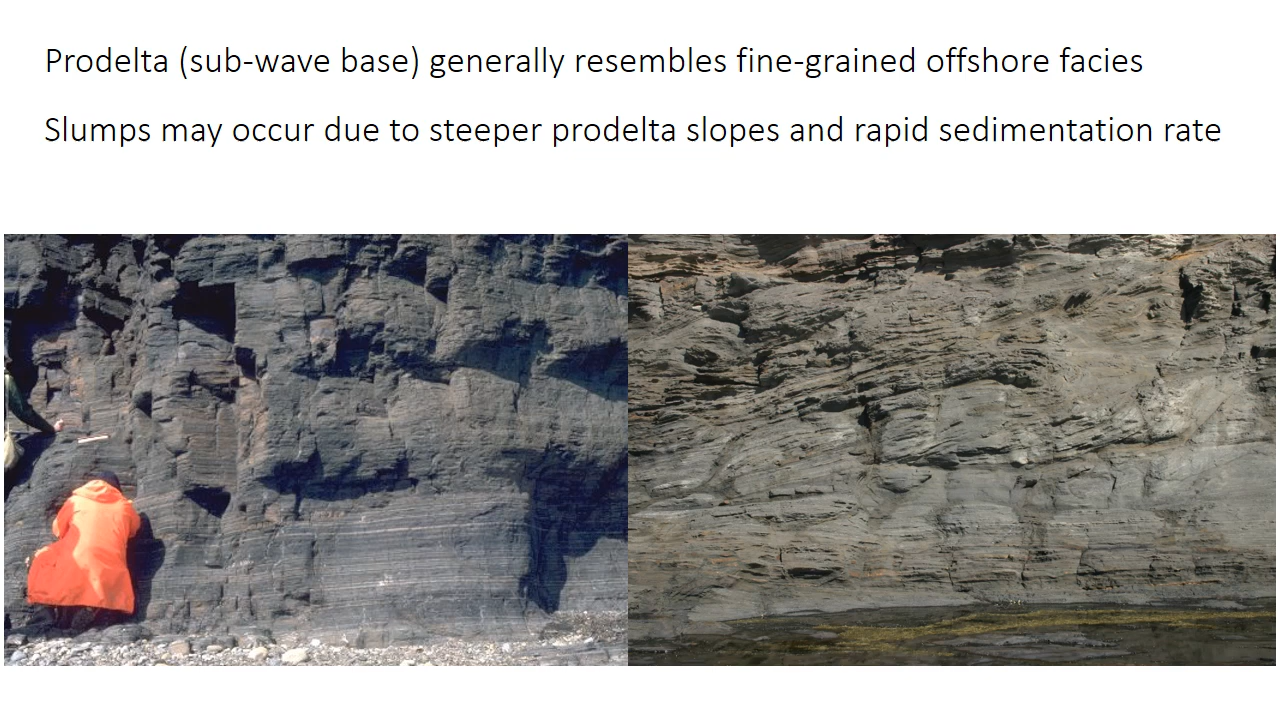 Prodelta (sub-wave base) generally resembles fine-grained offshore facies
Slumps may occur due to steeper prodelta slopes and rapid sedimentation rate